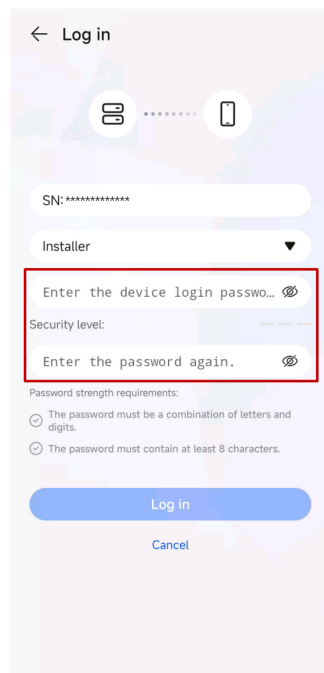 Log in
SN:*************
Installer
Enter the device login passwo...
Security level:
Enter the password again.
Password strength requirements:
The password must be a combination of letters and
digits.
The password must contain at least 8 characters.
Log in
Cancel